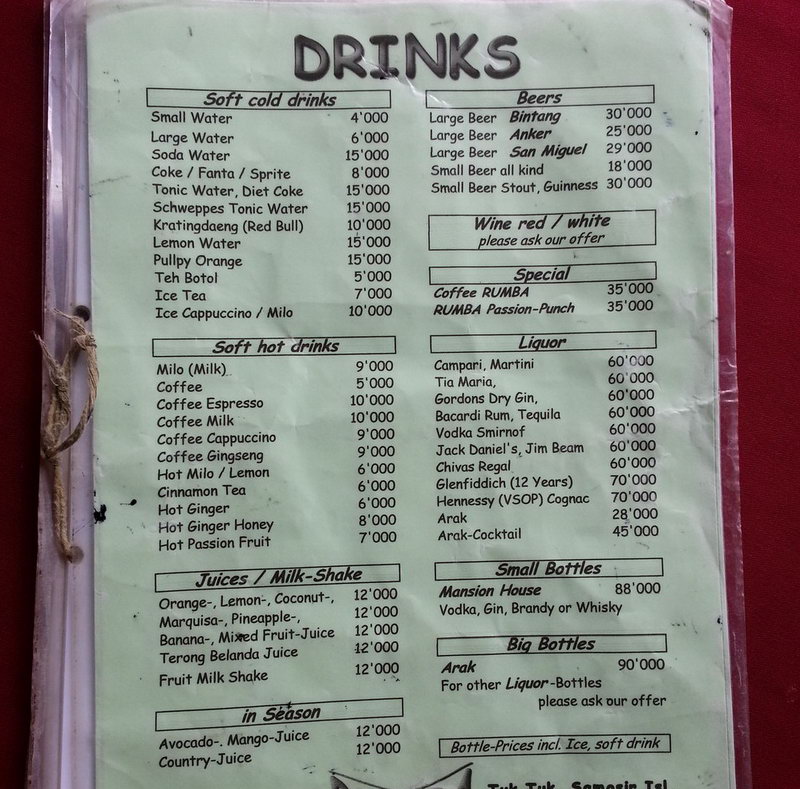 DRINKS
Soft cold drinks
Small Water 4'000
Large Water 6'000
Soda Water 15'000
Coke / Fanta / Sprite 8'000
Tonic Water, Diet Coke 15'000
Schweppes Tonic Water 15'000
Kratingdaeng (Red Bull) 10'000
Lemon Water 15'000
Pullpy Orange 15'000
Teh Botol 5'000
Ice Tea 7'000
Ice Cappuccino / Milo 10'000
Soft hot drinks
Milo (Milk) 9'000
Coffee 5'000
Coffee Espresso 10'000
Coffee Milk 10'000
Coffee Cappuccino 9'000
Coffee Gingseng 9'000
Hot Milo / Lemon 6'000
Cinnamon Tea 6'000
Hot Ginger 6'000
Hot Ginger Honey 8'000
Hot Passion Fruit 7'000
Juices / Milk-Shake
Orange-, Lemon-, Coconut-, 12'000
Marquisa-, Pineapple-, 12'000
Banana-, Mixed Fruit-Juice 12'000
Terong Belanda Juice 12'000
Fruit Milk Shake 12'000
in Season
Avocado-. Mango-Juice 12'000
Country-Juice 12'000
Beers
Large Beer Bintang 30'000
Large Beer Anker 25'000
Large Beer San Miguel 29'000
Small Beer all kind 18'000
Small Beer Stout, Guinness 30'000
Wine red / white
please ask our offer
Special
Coffee RUMBA 35'000
RUMBA Passion-Punch 35'000
Liquor
Campari, Martini 60'000
Tia Maria, 60'000
Gordons Dry Gin, 60'000
Bacardi Rum, Tequila 60'000
Vodka Smirnof 60'000
Jack Daniel's, Jim Beam 60'000
Chivas Regal 60'000
Glenfiddich (12 Years) 70'000
Hennessy (VSOP) Cognac 70'000
Arak 28'000
Arak-Cocktail 45'000
Small Bottles
Mansion House 88'000
Vodka, Gin, Brandy or Whisky
Big Bottles
Arak 90'000
For other Liquor-Bottles
please ask our offer
Bottle-Prices incl. Ice, soft drink
Tuk Tuk, Samosir Isl